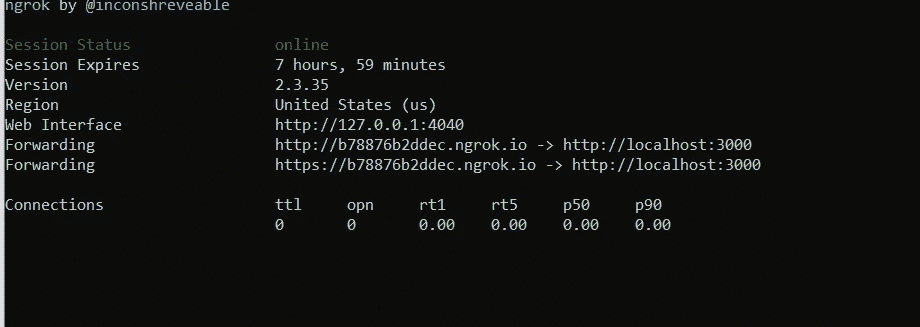 ngrok by @inconshreveable
Session Status online
Session Expires 7 hours, 59 minutes
Version 2.3.35
Region United States (us)
Web Interface http://127.0.0.1:4040
Forwarding http://b78876b2ddec.ngrok.io -> http://localhost:3000
Forwarding https://b78876b2ddec.ngrok.io -> http://localhost:3000
Connections ttl opn rt1 rt5 p50 p90
0 0 0.00 0.00 0.00 0.00